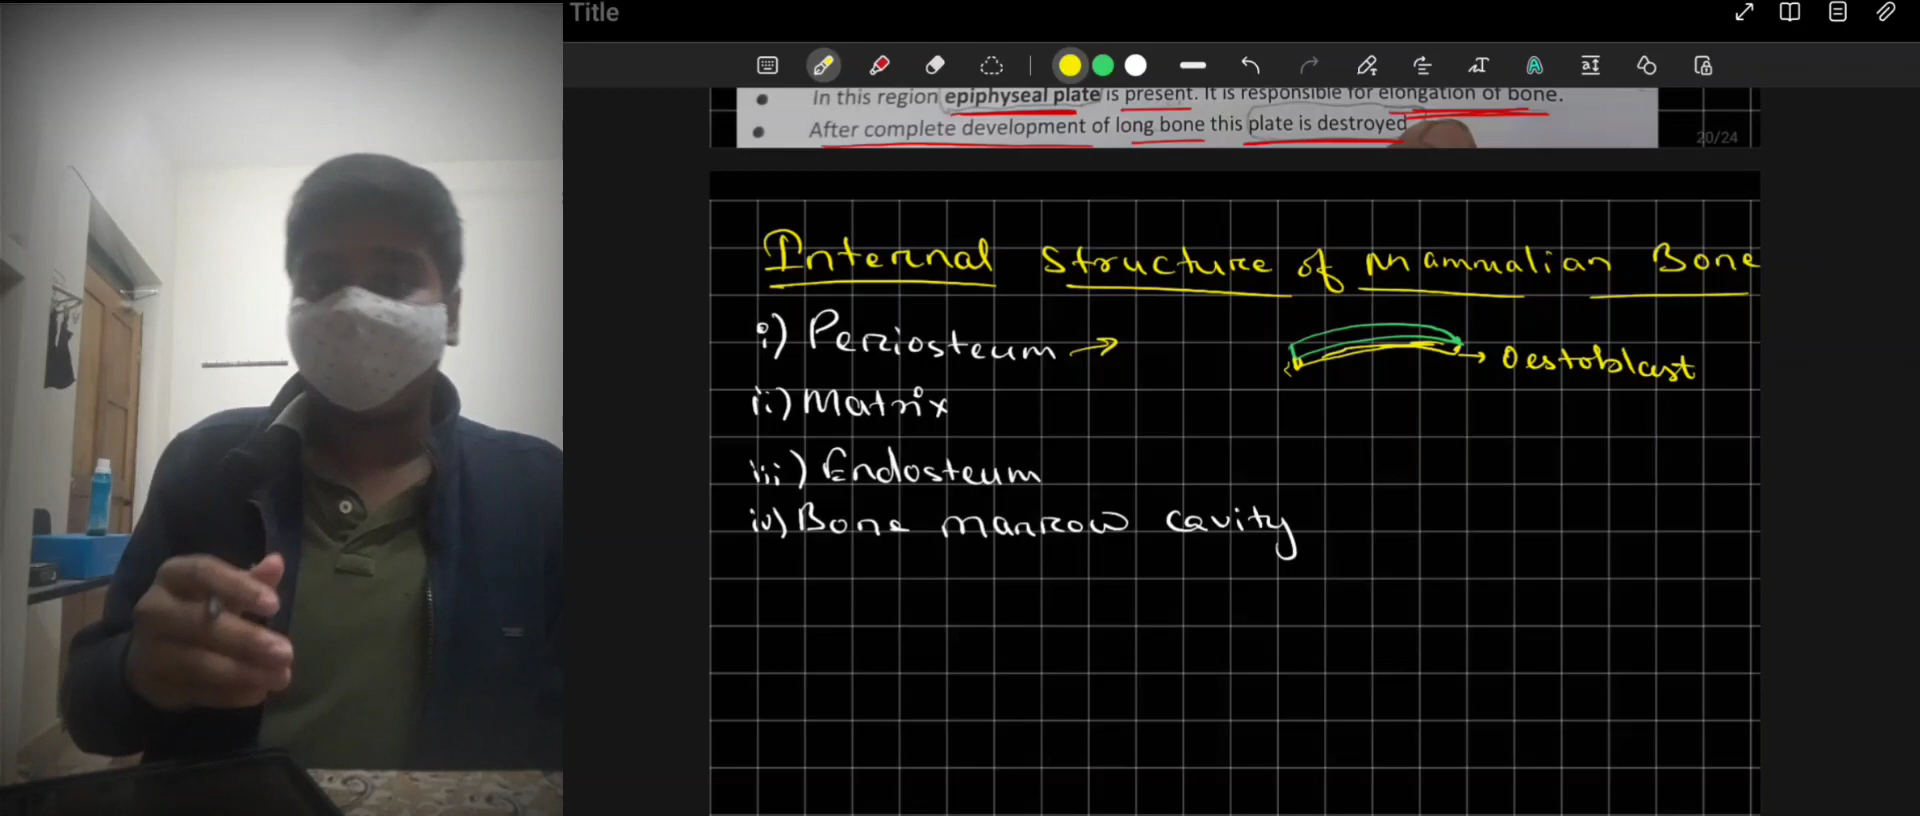 Title
In this region epiphyseal plate is present. It is responsible for elongation of bone.
After complete development of long bone this plate is destroyed
20/24
Internal Structure of Mammalian Bone
i) Periosteum →
→ Oestoblast
ii) Matrix
iii) Endosteum
iv) Bone marrow cavity